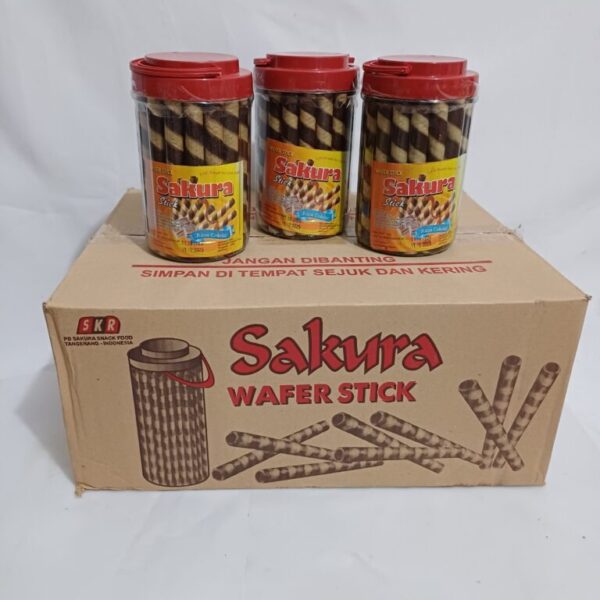 Sakura
stick
Sakura
stick
Sakura
stick
JANGAN DIBANTING
SIMPAN DI TEMPAT SEJUK DAN KERING
SKR
PD SAKURA SNACK FOOD
TANGERANG - INDONESIA
Sakura
WAFER STICK